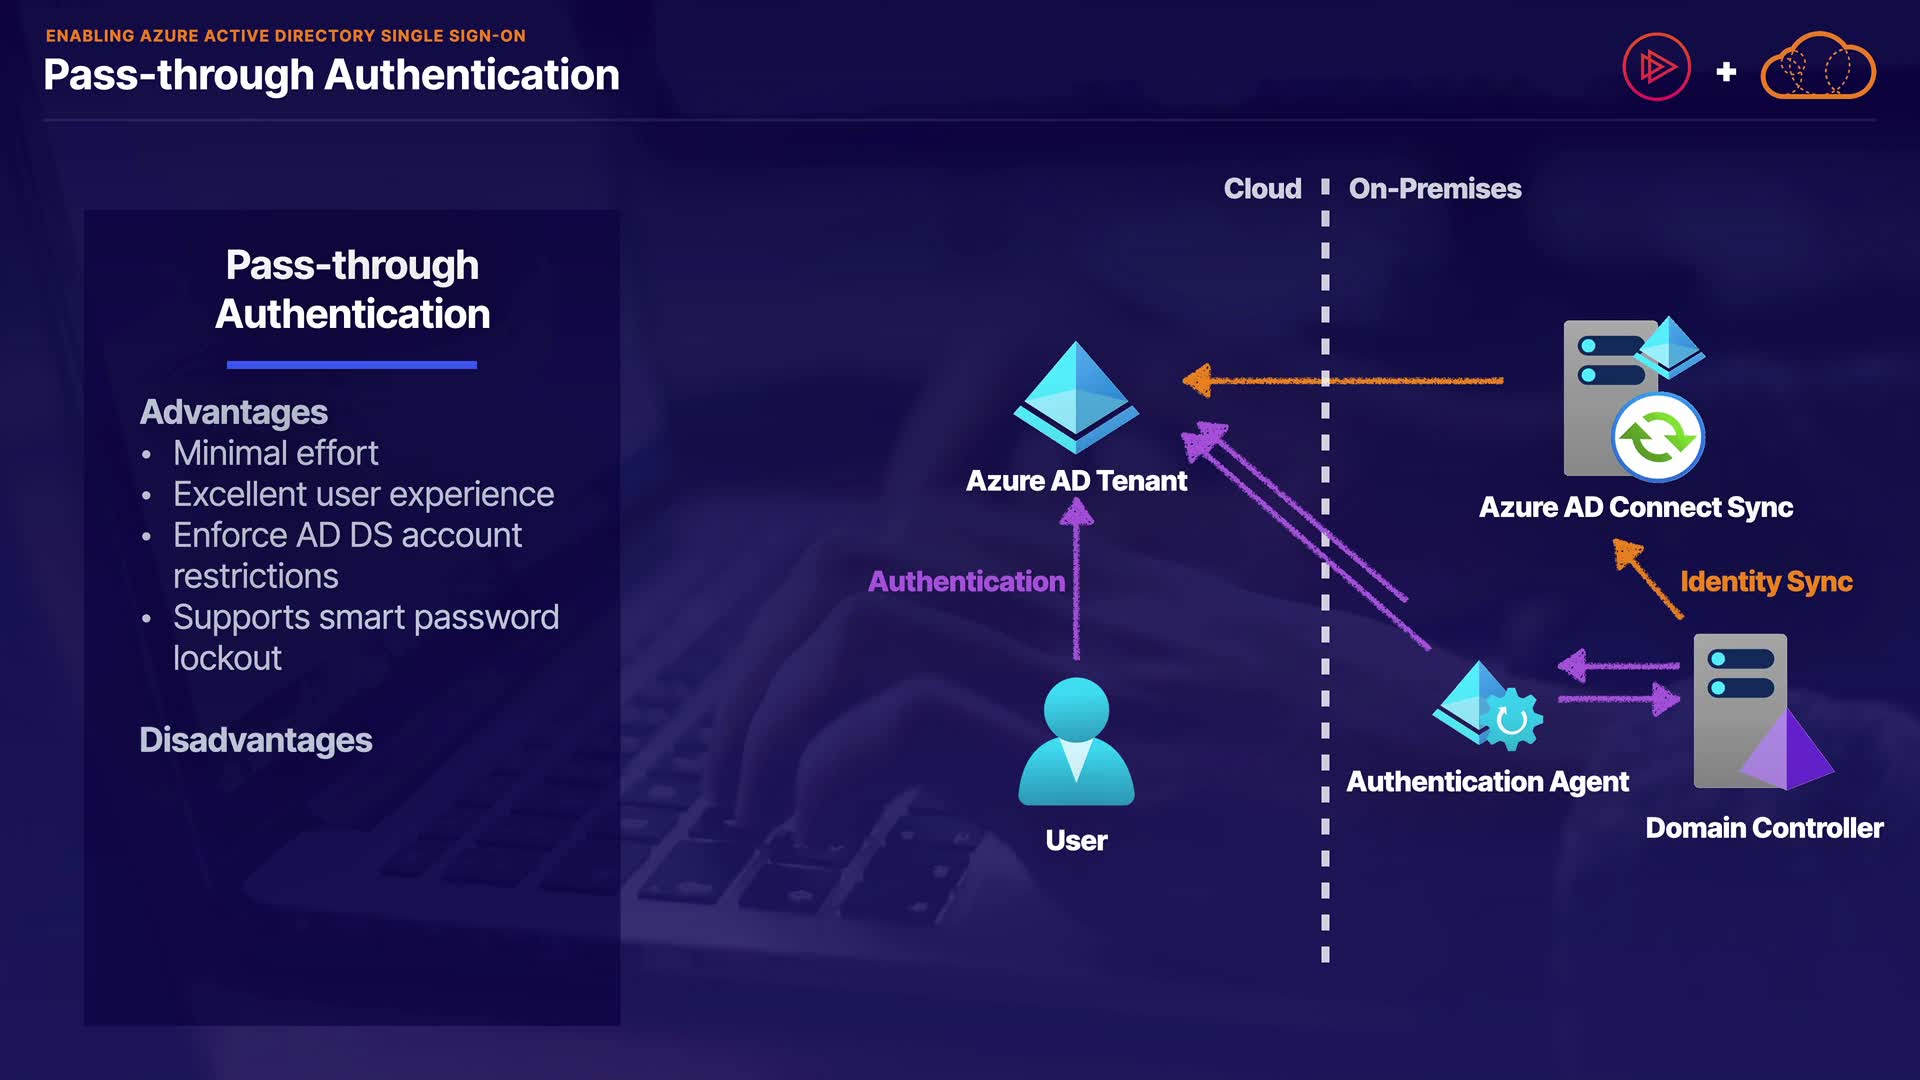 ENABLING AZURE ACTIVE DIRECTORY SINGLE SIGN-ON
Pass-through Authentication
Pass-through
Authentication
Advantages
• Minimal effort
• Excellent user experience
• Enforce AD DS account
restrictions
• Supports smart password
lockout
Disadvantages
Cloud
On-Premises
Azure AD Tenant
Azure AD Connect Sync
Authentication
Identity Sync
Authentication Agent
Domain Controller
User